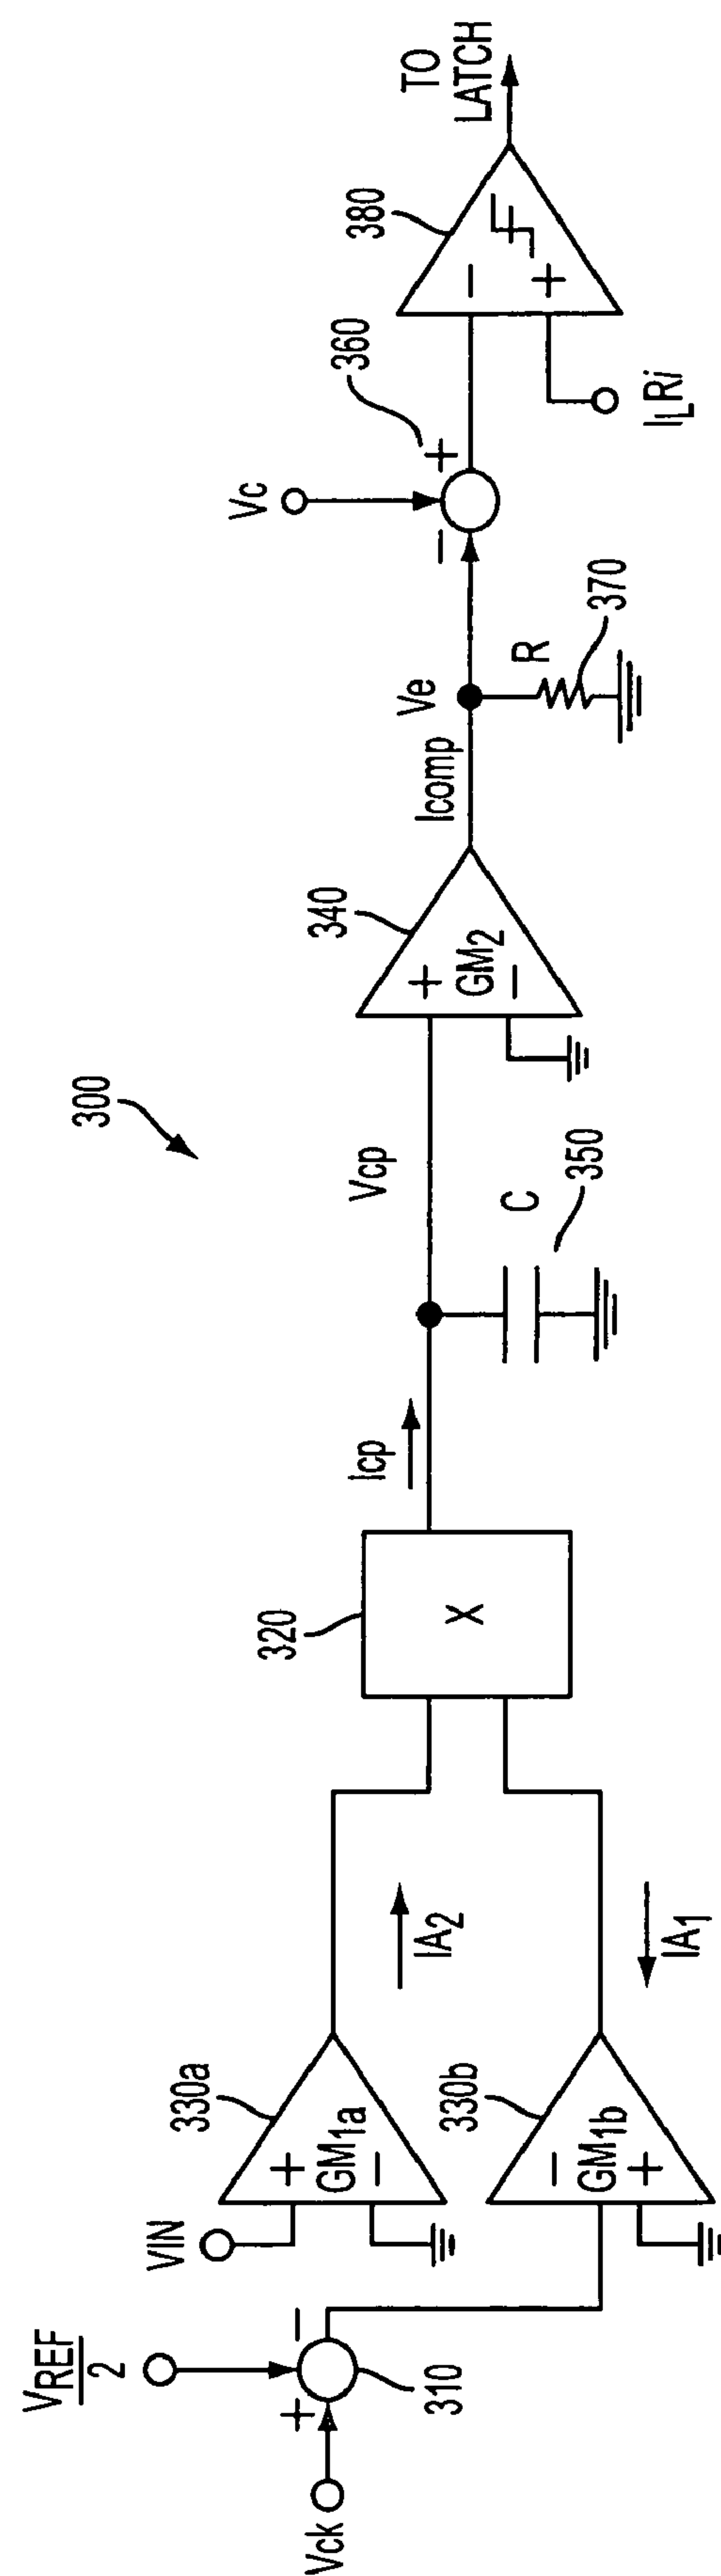 300
Vck
+
−
310
VREF
2
VIN
+
GM1a
−
330a
−
GM1b
+
330b
IA2
IA1
320
X
Icp
Vcp
C
350
340
+
GM2
−
Icomp
Ve
R
370
Vc
−
+
360
380
−
+
ILRi
TO
LATCH